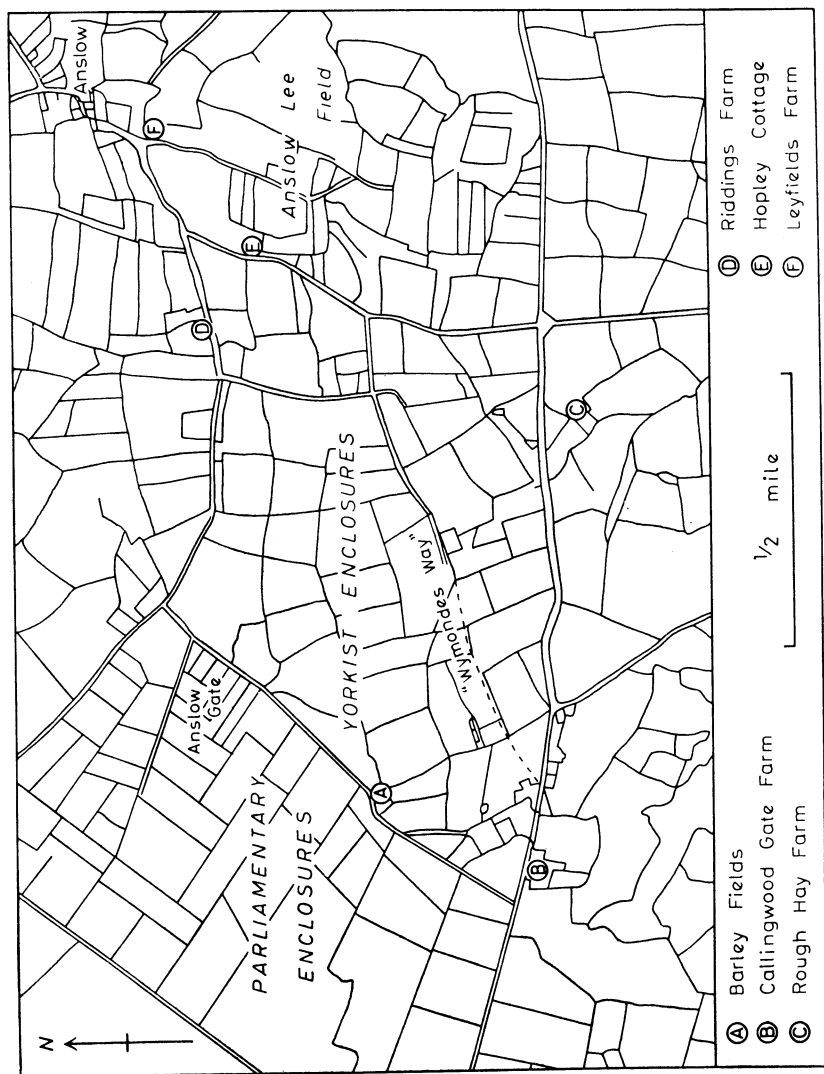 N
PARLIAMENTARY
ENCLOSURES
Anslow
Gate
YORKIST ENCLOSURES
"Wymondes Way"
Anslow
Anslow Lee
Field
A
B
C
D
E
F
A Barley Fields
B Callingwood Gate Farm
C Rough Hay Farm
1/2 mile
D Riddings Farm
E Hopley Cottage
F Leyfields Farm